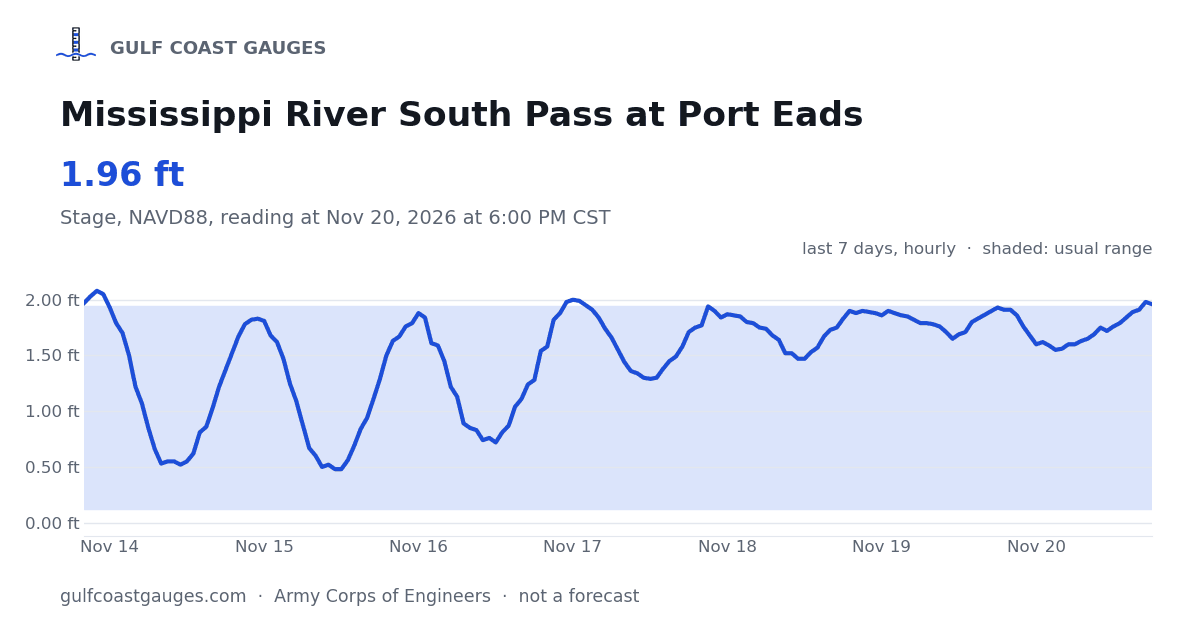 GULF COAST GAUGES
Mississippi River South Pass at Port Eads
1.96 ft
Stage, NAVD88, reading at Nov 20, 2026 at 6:00 PM CST
last 7 days, hourly · shaded: usual range
2.00 ft
1.50 ft
1.00 ft
0.50 ft
0.00 ft
Nov 14 Nov 15 Nov 16 Nov 17 Nov 18 Nov 19 Nov 20
gulfcoastgauges.com · Army Corps of Engineers · not a forecast